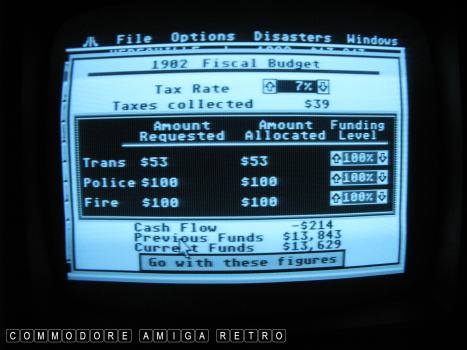 File Options Disasters Windows
1902 Fiscal Budget
Tax Rate 7%
Taxes collected $39
Amount Requested Amount Allocated Funding Level
Trans $53 $53 100%
Police $100 $100 100%
Fire $100 $100 100%
Cash Flow -$214
Previous Funds $13,843
Current Funds $13,629
Go with these figures
COMMODORE AMIGA RETRO